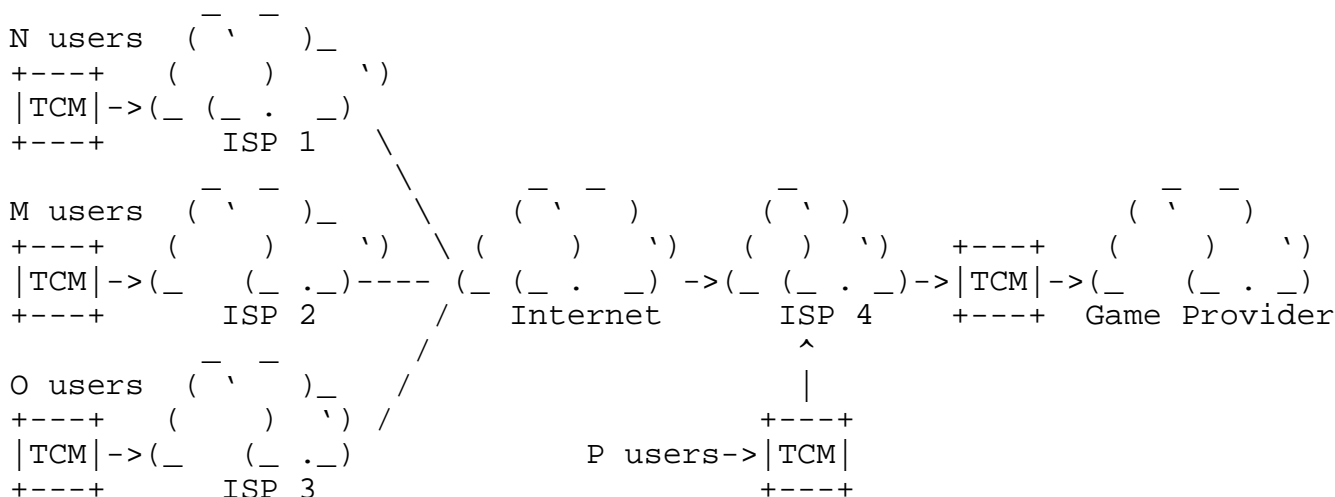 _  _
N users  (  `   )_
+---+   (    )    `)
|TCM|->(_ (_ .  _)
+---+      ISP 1   \
      _  _          \           _  _        _                   _  _
M users  (  `   )_    \     (  `    )     (  ` )              (  `    )
+---+   (     )    `)  \ (     )   `)   (   )  `)   +---+   (     )   `)
|TCM|->(_    (_ ._)---- (_ (_ .  _) ->(_ (_ . _)->|TCM|->(_    (_ . _)
+---+      ISP 2      /   Internet      ISP 4    +---+  Game Provider
      _  _           /                    ^
O users  (  `   )_   /                     |
+---+   (     )  `) /                   +---+
|TCM|->(_    (_ ._)           P users->|TCM|
+---+      ISP 3                       +---+